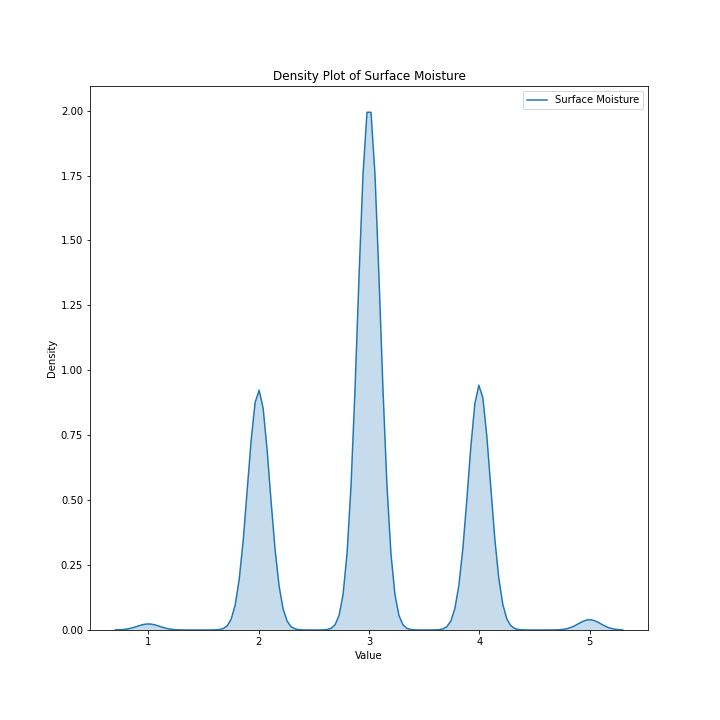 Density Plot of Surface Moisture
Surface Moisture
2.00
1.75
1.50
1.25
1.00
0.75
0.50
0.25
0.00
Density
1 2 3 4 5
Value